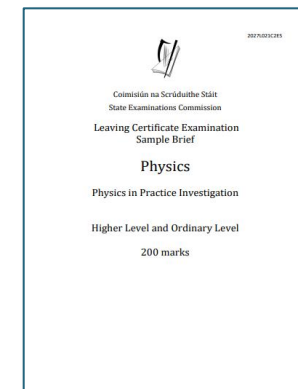 2027L021C2ES
Coimisiún na Scrúduithe Stáit
State Examinations Commission
Leaving Certificate Examination
Sample Brief
Physics
Physics in Practice Investigation
Higher Level and Ordinary Level
200 marks